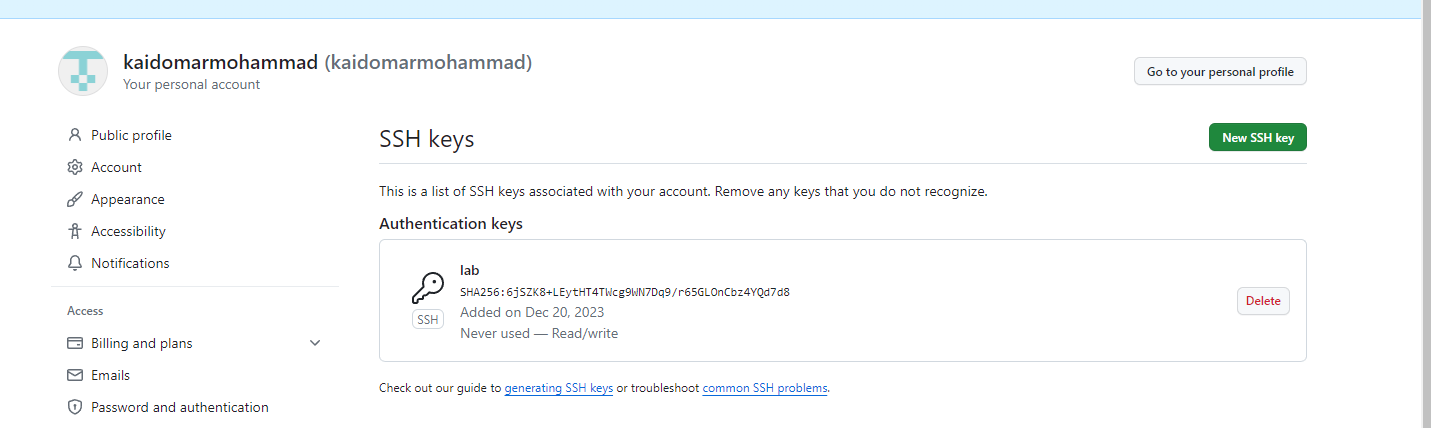 kaidomarmohammad (kaidomarmohammad)
Your personal account
Go to your personal profile
Public profile
Account
Appearance
Accessibility
Notifications
Access
Billing and plans
Emails
Password and authentication
SSH keys
New SSH key
This is a list of SSH keys associated with your account. Remove any keys that you do not recognize.
Authentication keys
lab
SHA256:6jSZK8+LEytHT4TWcg9WN7Dq9/r65GLOnCbz4YQd7d8
Added on Dec 20, 2023
Never used — Read/write
SSH
Delete
Check out our guide to generating SSH keys or troubleshoot common SSH problems.